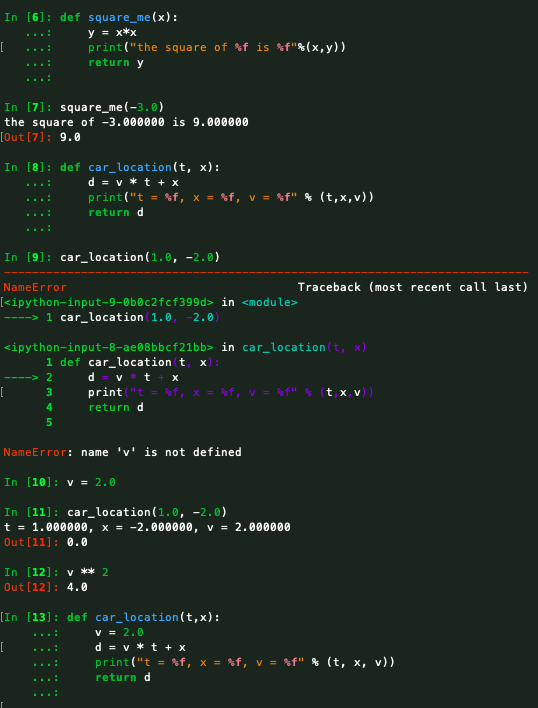 In [6]: def square_me(x):
   ...:     y = x*x
[  ...:     print("the square of %f is %f"%(x,y))
   ...:     return y
   ...:
In [7]: square_me(-3.0)
the square of -3.000000 is 9.000000
[Out[7]: 9.0
In [8]: def car_location(t, x):
   ...:     d = v * t + x
   ...:     print("t = %f, x = %f, v = %f" % (t,x,v))
   ...:     return d
   ...:
In [9]: car_location(1.0, -2.0)
---------------------------------------------------------------------------
NameError                                 Traceback (most recent call last)
[<ipython-input-9-0b0c2fcf399d> in <module>
----> 1 car_location(1.0, -2.0)
<ipython-input-8-ae08bbcf21bb> in car_location(t, x)
      1 def car_location(t, x):
----> 2     d = v * t + x
[     3     print("t = %f, x = %f, v = %f" % (t,x,v))
      4     return d
      5
NameError: name 'v' is not defined
In [10]: v = 2.0
In [11]: car_location(1.0, -2.0)
t = 1.000000, x = -2.000000, v = 2.000000
Out[11]: 0.0
In [12]: v ** 2
Out[12]: 4.0
[In [13]: def car_location(t,x):
    ...:     v = 2.0
[   ...:     d = v * t + x
    ...:     print("t = %f, x = %f, v = %f" % (t, x, v))
    ...:     return d
    ...: